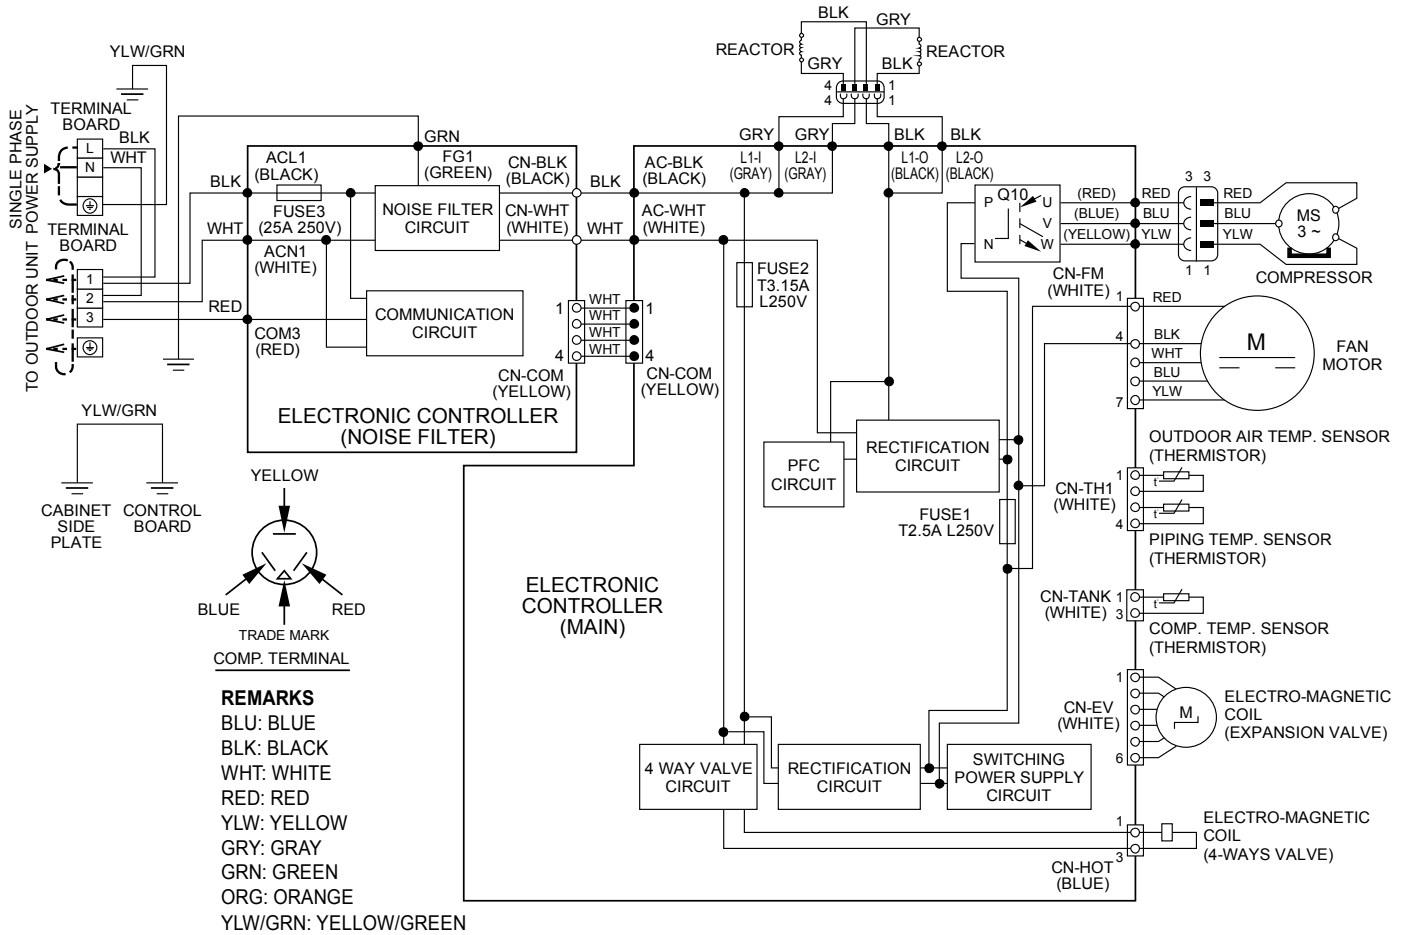 BLK
GRY
REACTOR
REACTOR
GRY
BLK
4
1
4
1
YLW/GRN
SINGLE PHASE
POWER SUPPLY
TERMINAL
BOARD
BLK
L
WHT
N
TERMINAL
BOARD
TO OUTDOOR UNIT
1
2
3
GRN
ACL1
(BLACK)
FG1
(GREEN)
CN-BLK
(BLACK)
BLK
FUSE3
(25A 250V)
NOISE FILTER
CIRCUIT
CN-WHT
(WHITE)
WHT
ACN1
(WHITE)
RED
COM3
(RED)
COMMUNICATION
CIRCUIT
BLK
WHT
1
WHT
1
WHT
WHT
4
WHT
4
CN-COM
(YELLOW)
CN-COM
(YELLOW)
ELECTRONIC CONTROLLER
(NOISE FILTER)
GRY
GRY
BLK
BLK
AC-BLK
(BLACK)
L1-I
(GRAY)
L2-I
(GRAY)
L1-O
(BLACK)
L2-O
(BLACK)
AC-WHT
(WHITE)
FUSE2
T3.15A
L250V
Q10
P
U
V
N
W
(RED)
RED
3 3
RED
(BLUE)
BLU
BLU
(YELLOW)
YLW
YLW
1 1
MS
3 ~
COMPRESSOR
CN-FM
(WHITE)
1
RED
4
BLK
WHT
BLU
7
YLW
M
FAN
MOTOR
PFC
CIRCUIT
RECTIFICATION
CIRCUIT
FUSE1
T2.5A L250V
OUTDOOR AIR TEMP. SENSOR
(THERMISTOR)
CN-TH1
(WHITE)
1
t
t
4
PIPING TEMP. SENSOR
(THERMISTOR)
CN-TANK
(WHITE)
1
t
3
COMP. TEMP. SENSOR
(THERMISTOR)
CN-EV
(WHITE)
1
6
M
ELECTRO-MAGNETIC
COIL
(EXPANSION VALVE)
YLW/GRN
CABINET
SIDE
PLATE
CONTROL
BOARD
YELLOW
BLUE
RED
TRADE MARK
COMP. TERMINAL
ELECTRONIC
CONTROLLER
(MAIN)
4 WAY VALVE
CIRCUIT
RECTIFICATION
CIRCUIT
SWITCHING
POWER SUPPLY
CIRCUIT
1
3
CN-HOT
(BLUE)
ELECTRO-MAGNETIC
COIL
(4-WAYS VALVE)
REMARKS
BLU: BLUE
BLK: BLACK
WHT: WHITE
RED: RED
YLW: YELLOW
GRY: GRAY
GRN: GREEN
ORG: ORANGE
YLW/GRN: YELLOW/GREEN